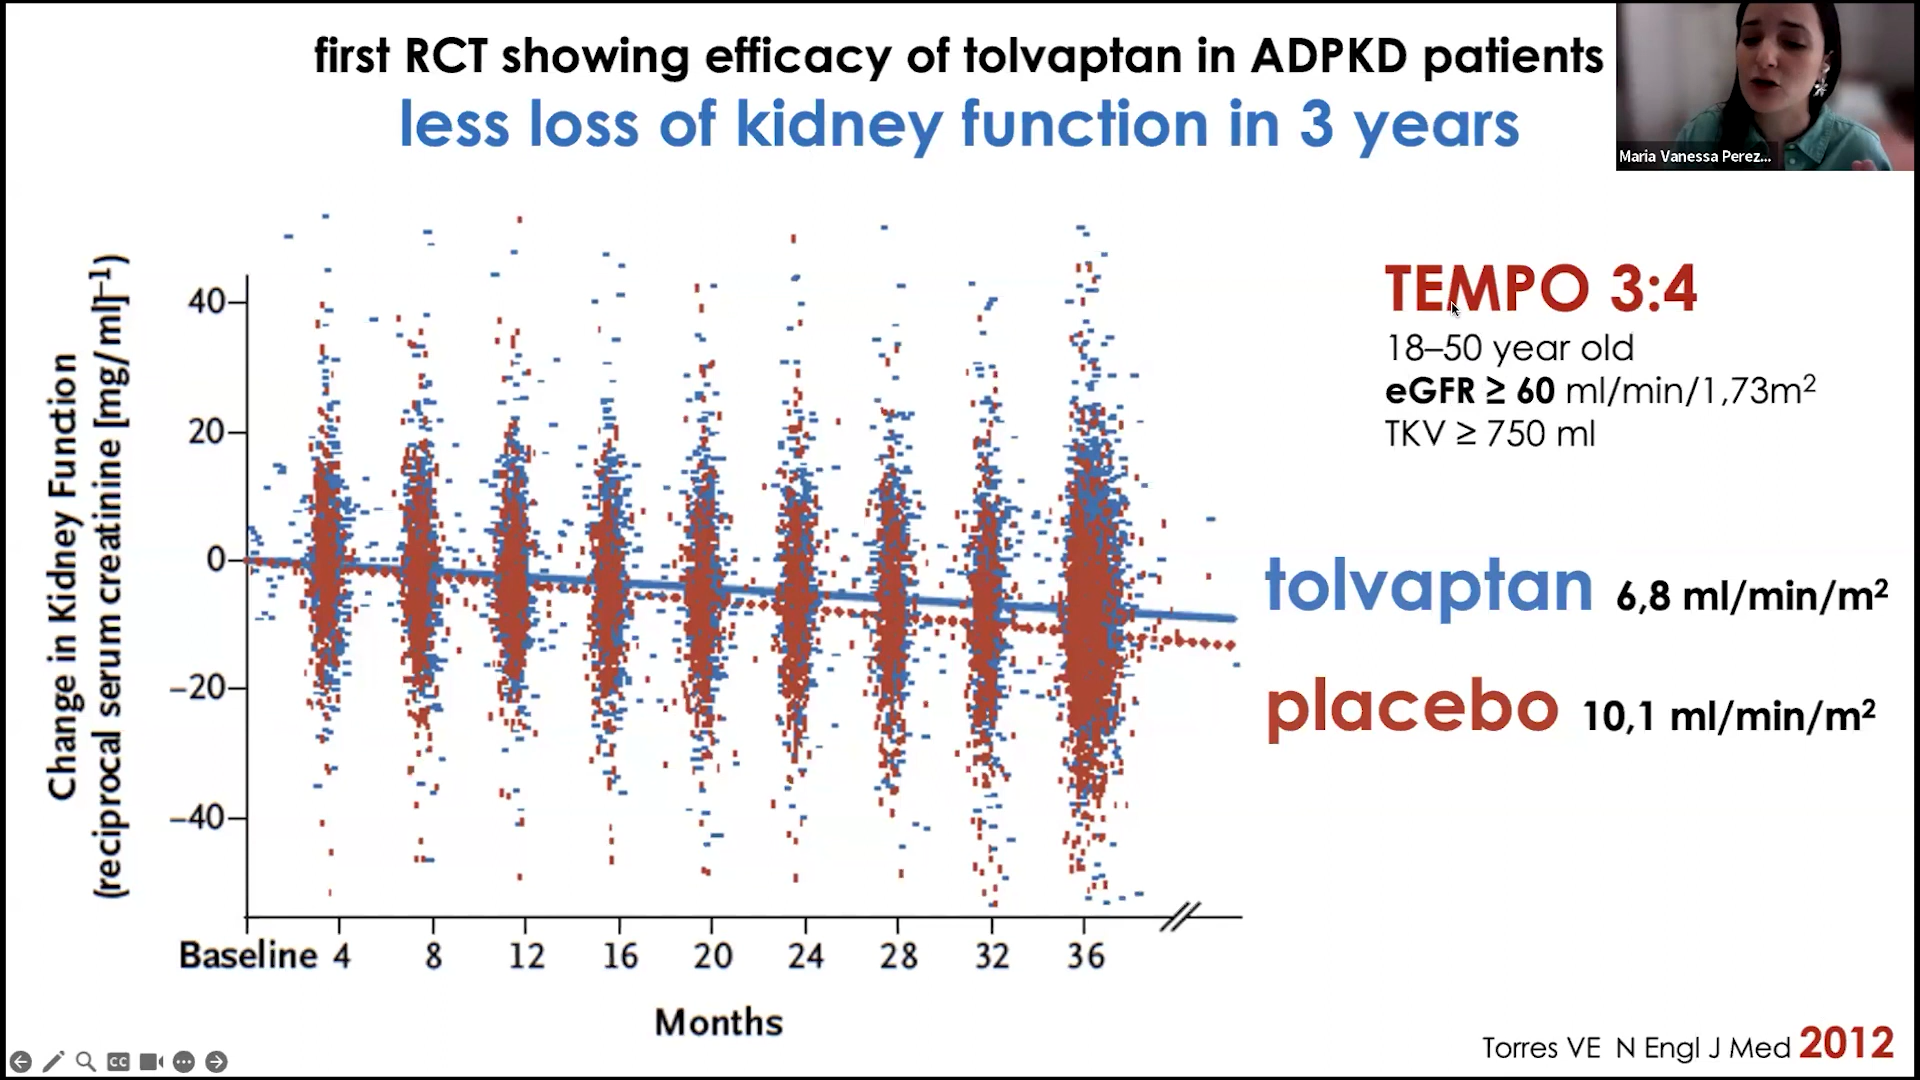 first RCT showing efficacy of tolvaptan in ADPKD patients
less loss of kidney function in 3 years
Maria Vanessa Perez...
Change in Kidney Function
(reciprocal serum creatinine [mg/ml]⁻¹)
40
20
0
–20
–40
Baseline 4 8 12 16 20 24 28 32 36
Months
TEMPO 3:4
18–50 year old
eGFR ≥ 60 ml/min/1,73m²
TKV ≥ 750 ml
tolvaptan 6,8 ml/min/m²
placebo 10,1 ml/min/m²
Torres VE N Engl J Med 2012
CC